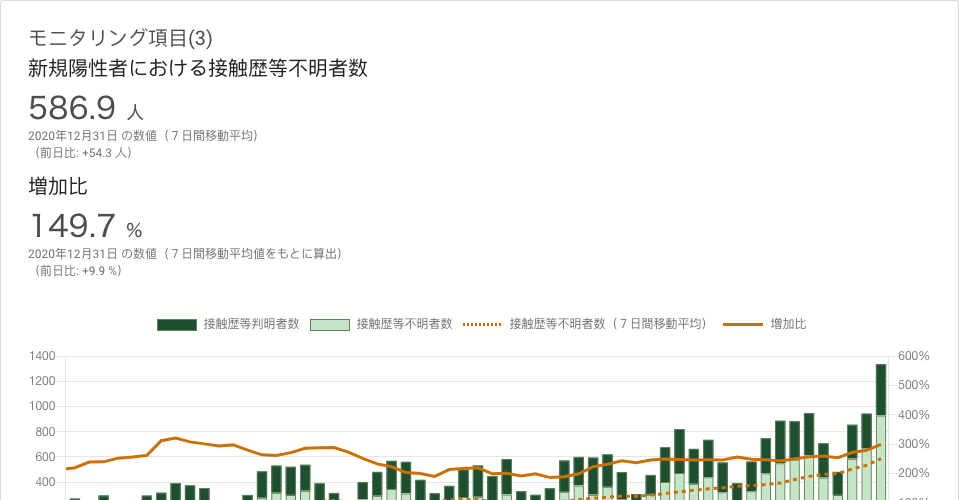 モニタリング項目(3)
新規陽性者における接触歴等不明者数
586.9 人
2020年12月31日 の数値（７日間移動平均）
（前日比: +54.3 人）
増加比
149.7 %
2020年12月31日 の数値（７日間移動平均値をもとに算出）
（前日比: +9.9 %）
接触歴等判明者数 接触歴等不明者数 接触歴等不明者数（７日間移動平均） 増加比
1400 600%
1200 500%
1000 400%
800 300%
600 200%
400